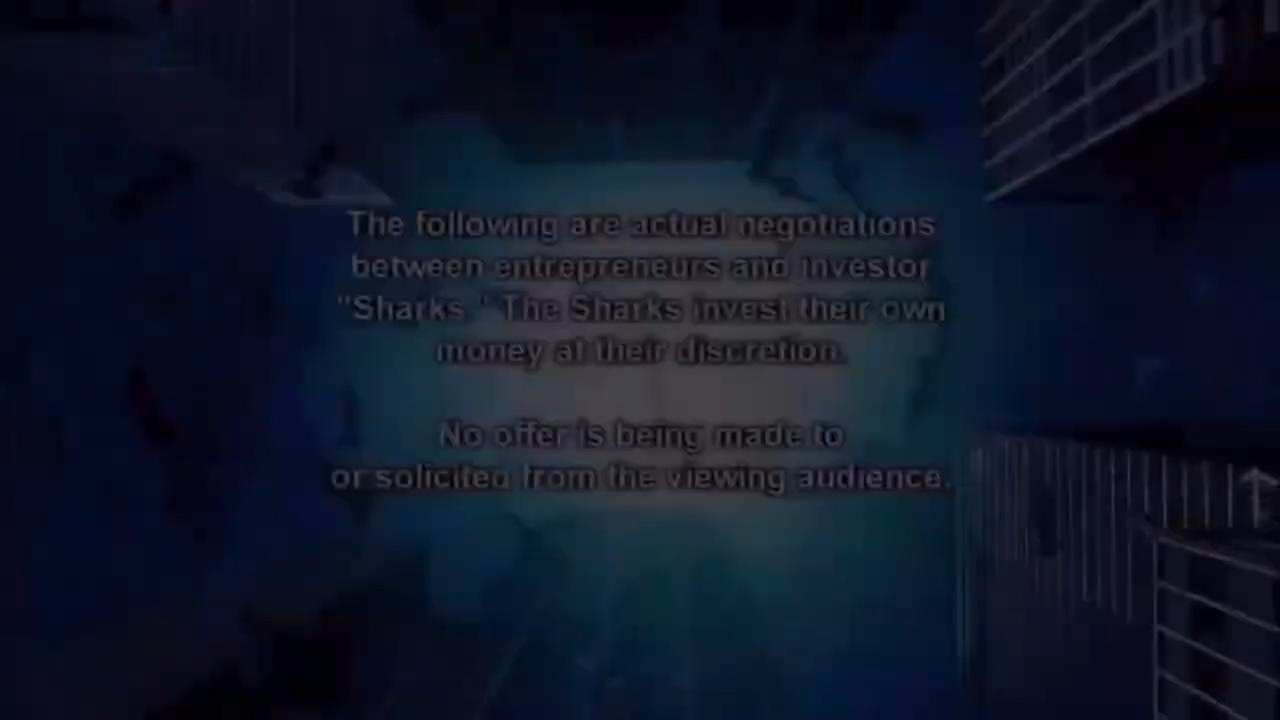 The following are actual negotiations
between entrepreneurs and investor
"Sharks." The Sharks invest their own
money at their discretion.
No offer is being made to
or solicited from the viewing audience.